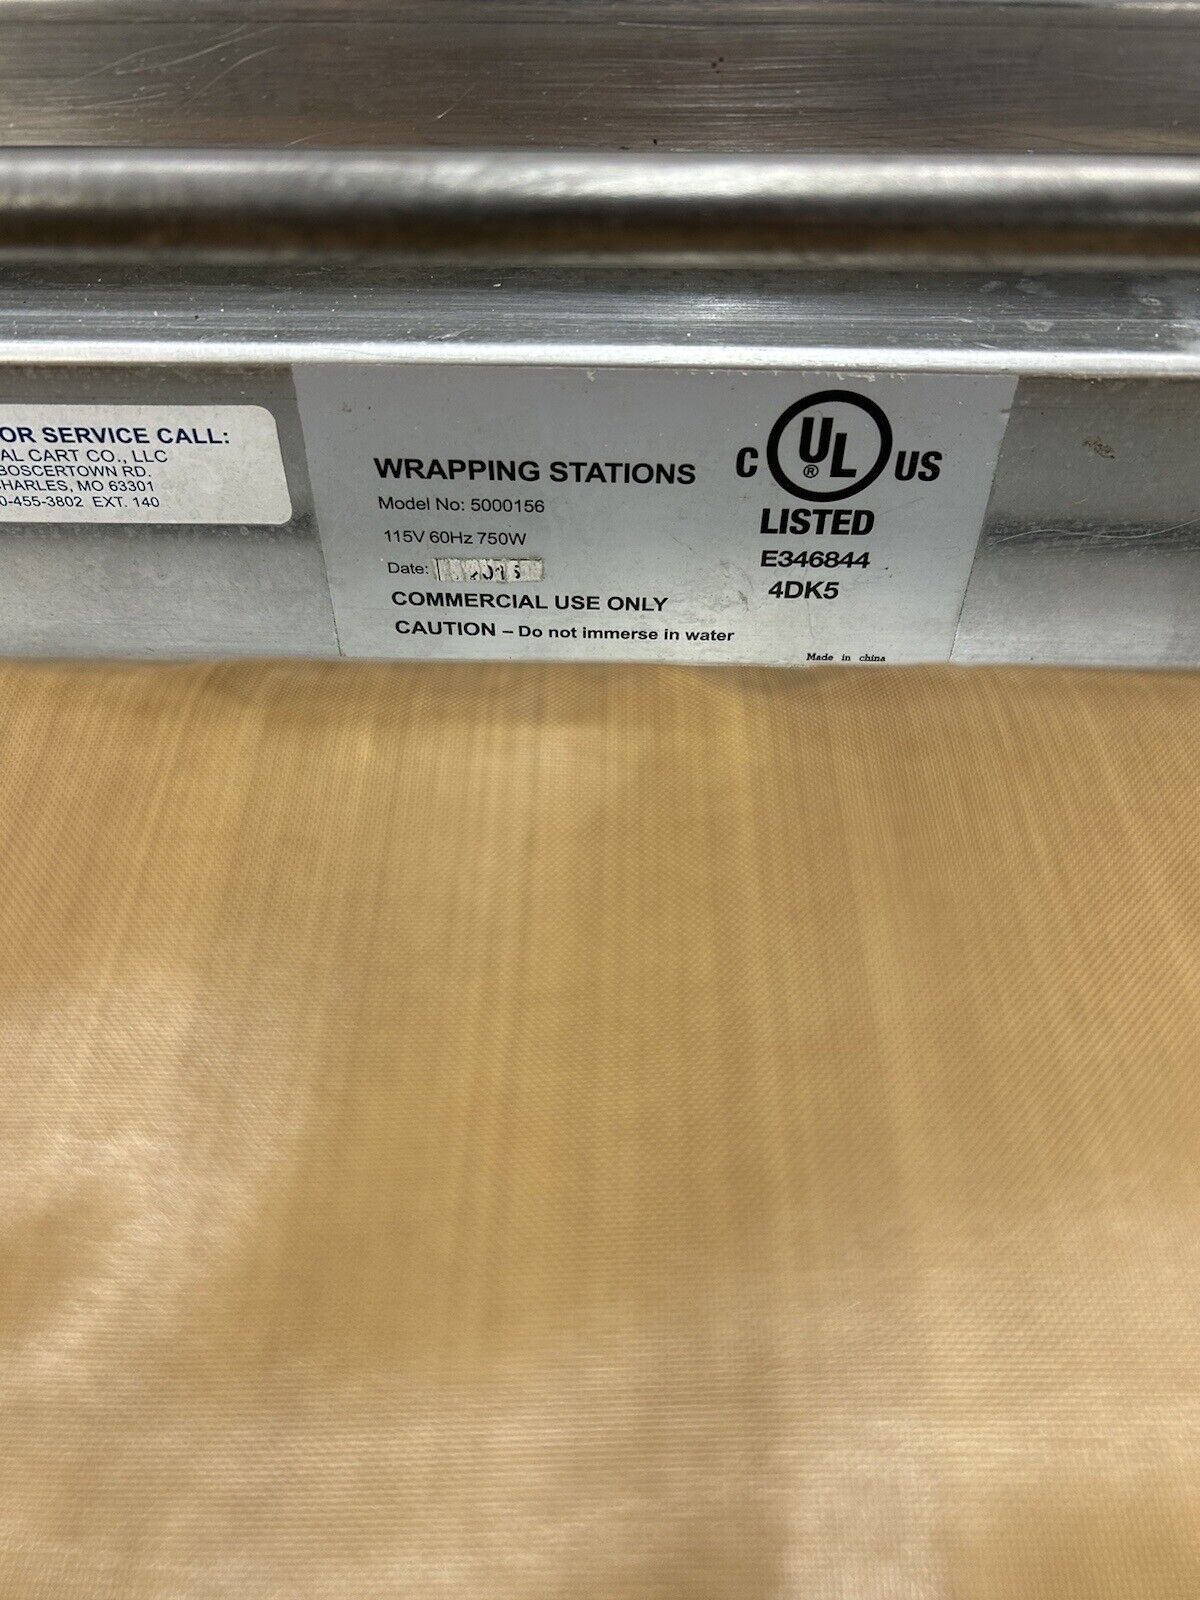 OR SERVICE CALL:
AL CART CO., LLC
BOSCERTOWN RD.
CHARLES, MO 63301
0-455-3802 EXT. 140
WRAPPING STATIONS
Model No: 5000156
115V 60Hz 750W
Date:
COMMERCIAL USE ONLY
CAUTION – Do not immerse in water
C UL® US
LISTED
E346844
4DK5
Made in china